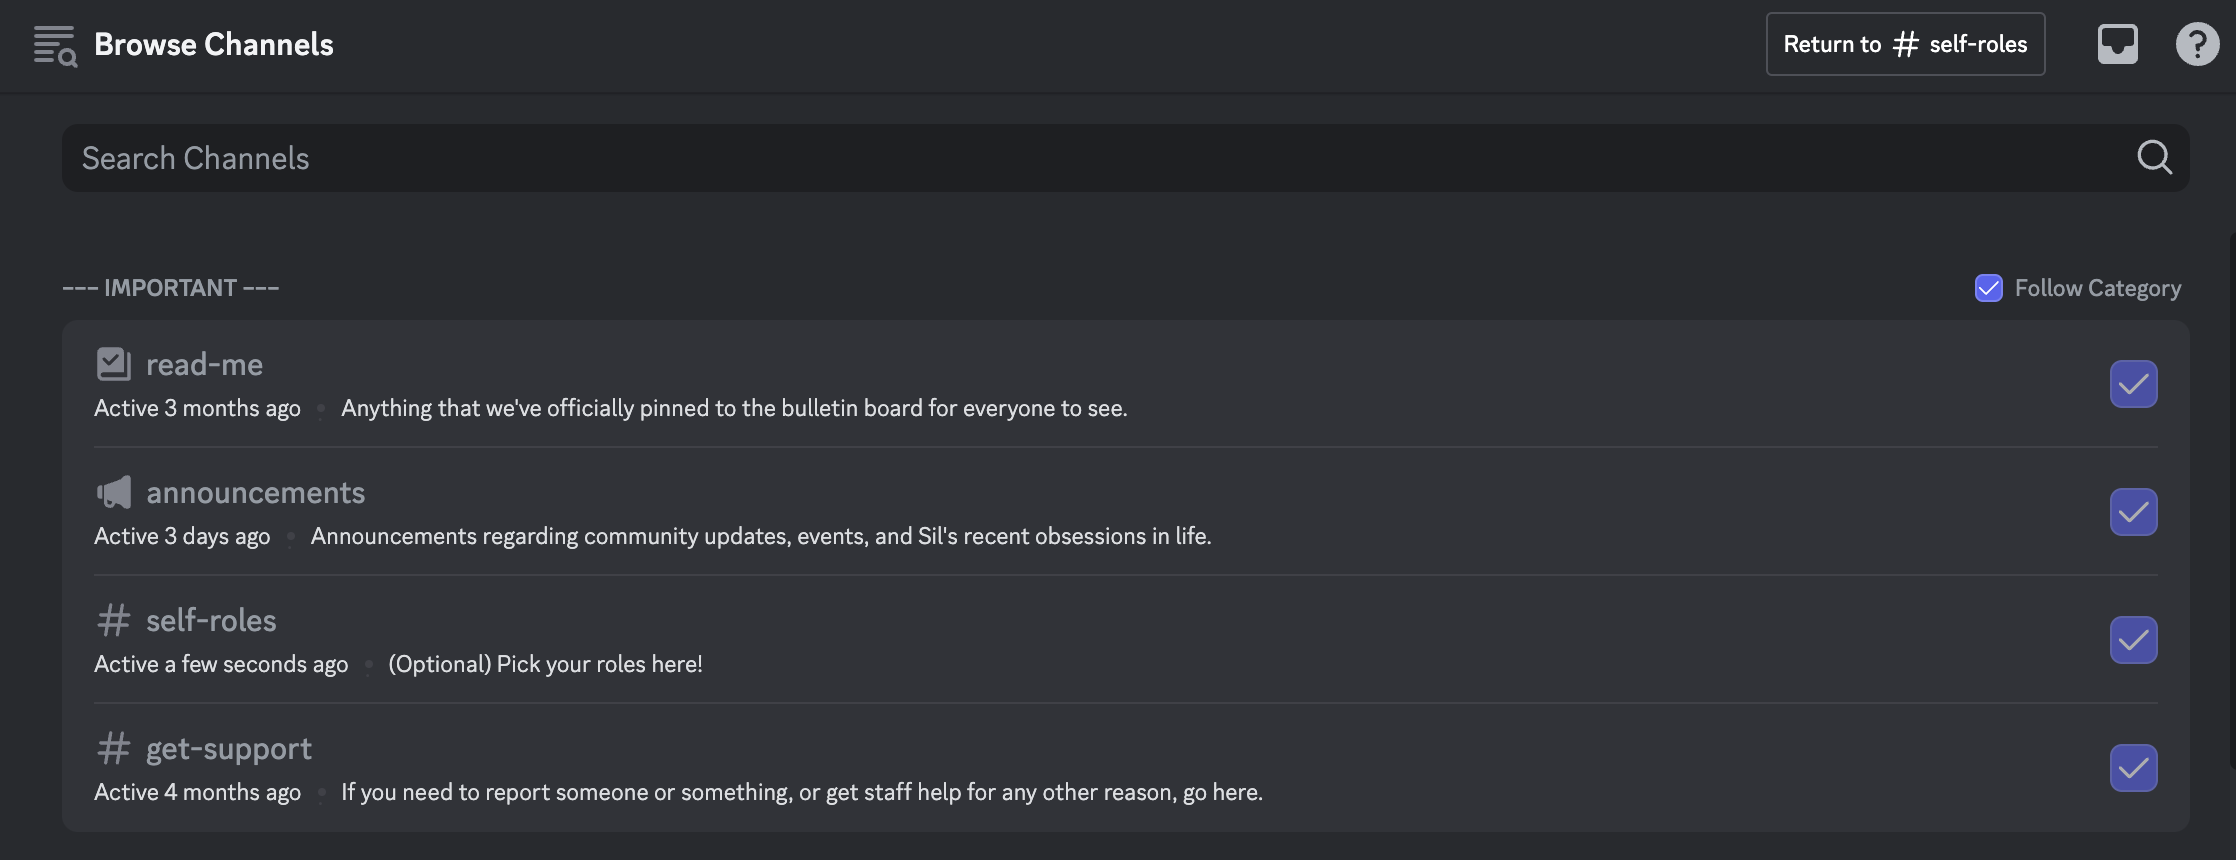 Browse Channels
Return to # self-roles
Search Channels
--- IMPORTANT ---
Follow Category
read-me
Active 3 months ago • Anything that we've officially pinned to the bulletin board for everyone to see.
announcements
Active 3 days ago • Announcements regarding community updates, events, and Sil's recent obsessions in life.
# self-roles
Active a few seconds ago • (Optional) Pick your roles here!
# get-support
Active 4 months ago • If you need to report someone or something, or get staff help for any other reason, go here.